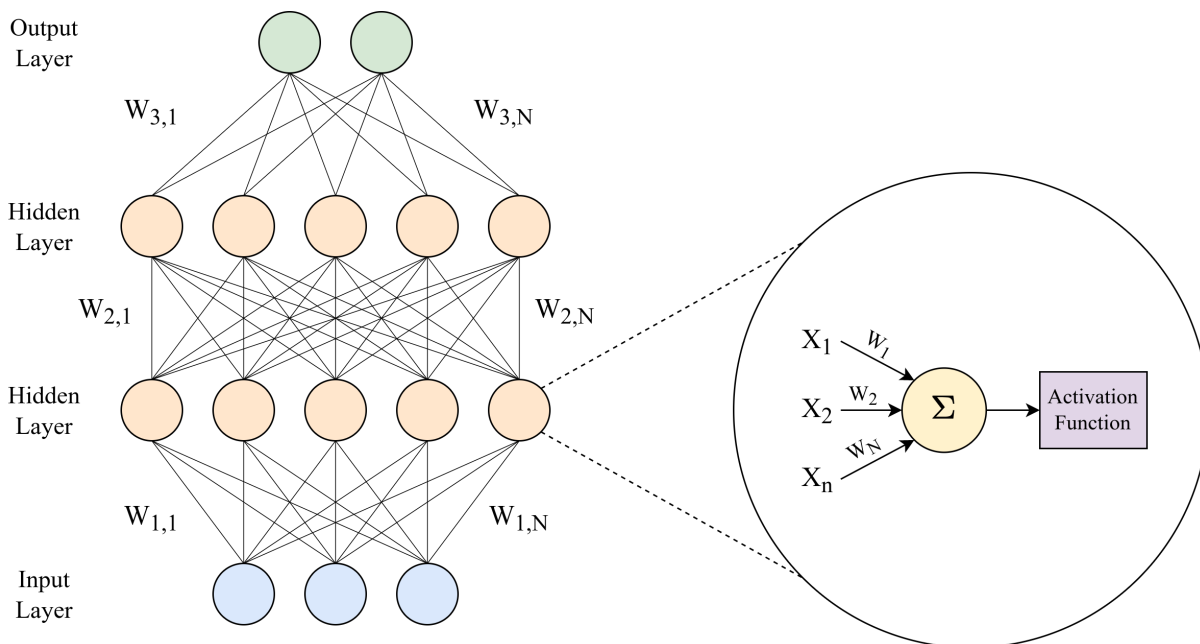 Output
Layer
W3,1
W3,N
Hidden
Layer
W2,1
W2,N
Hidden
Layer
W1,1
W1,N
Input
Layer
X1
W1
X2
W2
Xn
WN
Σ
Activation
Function